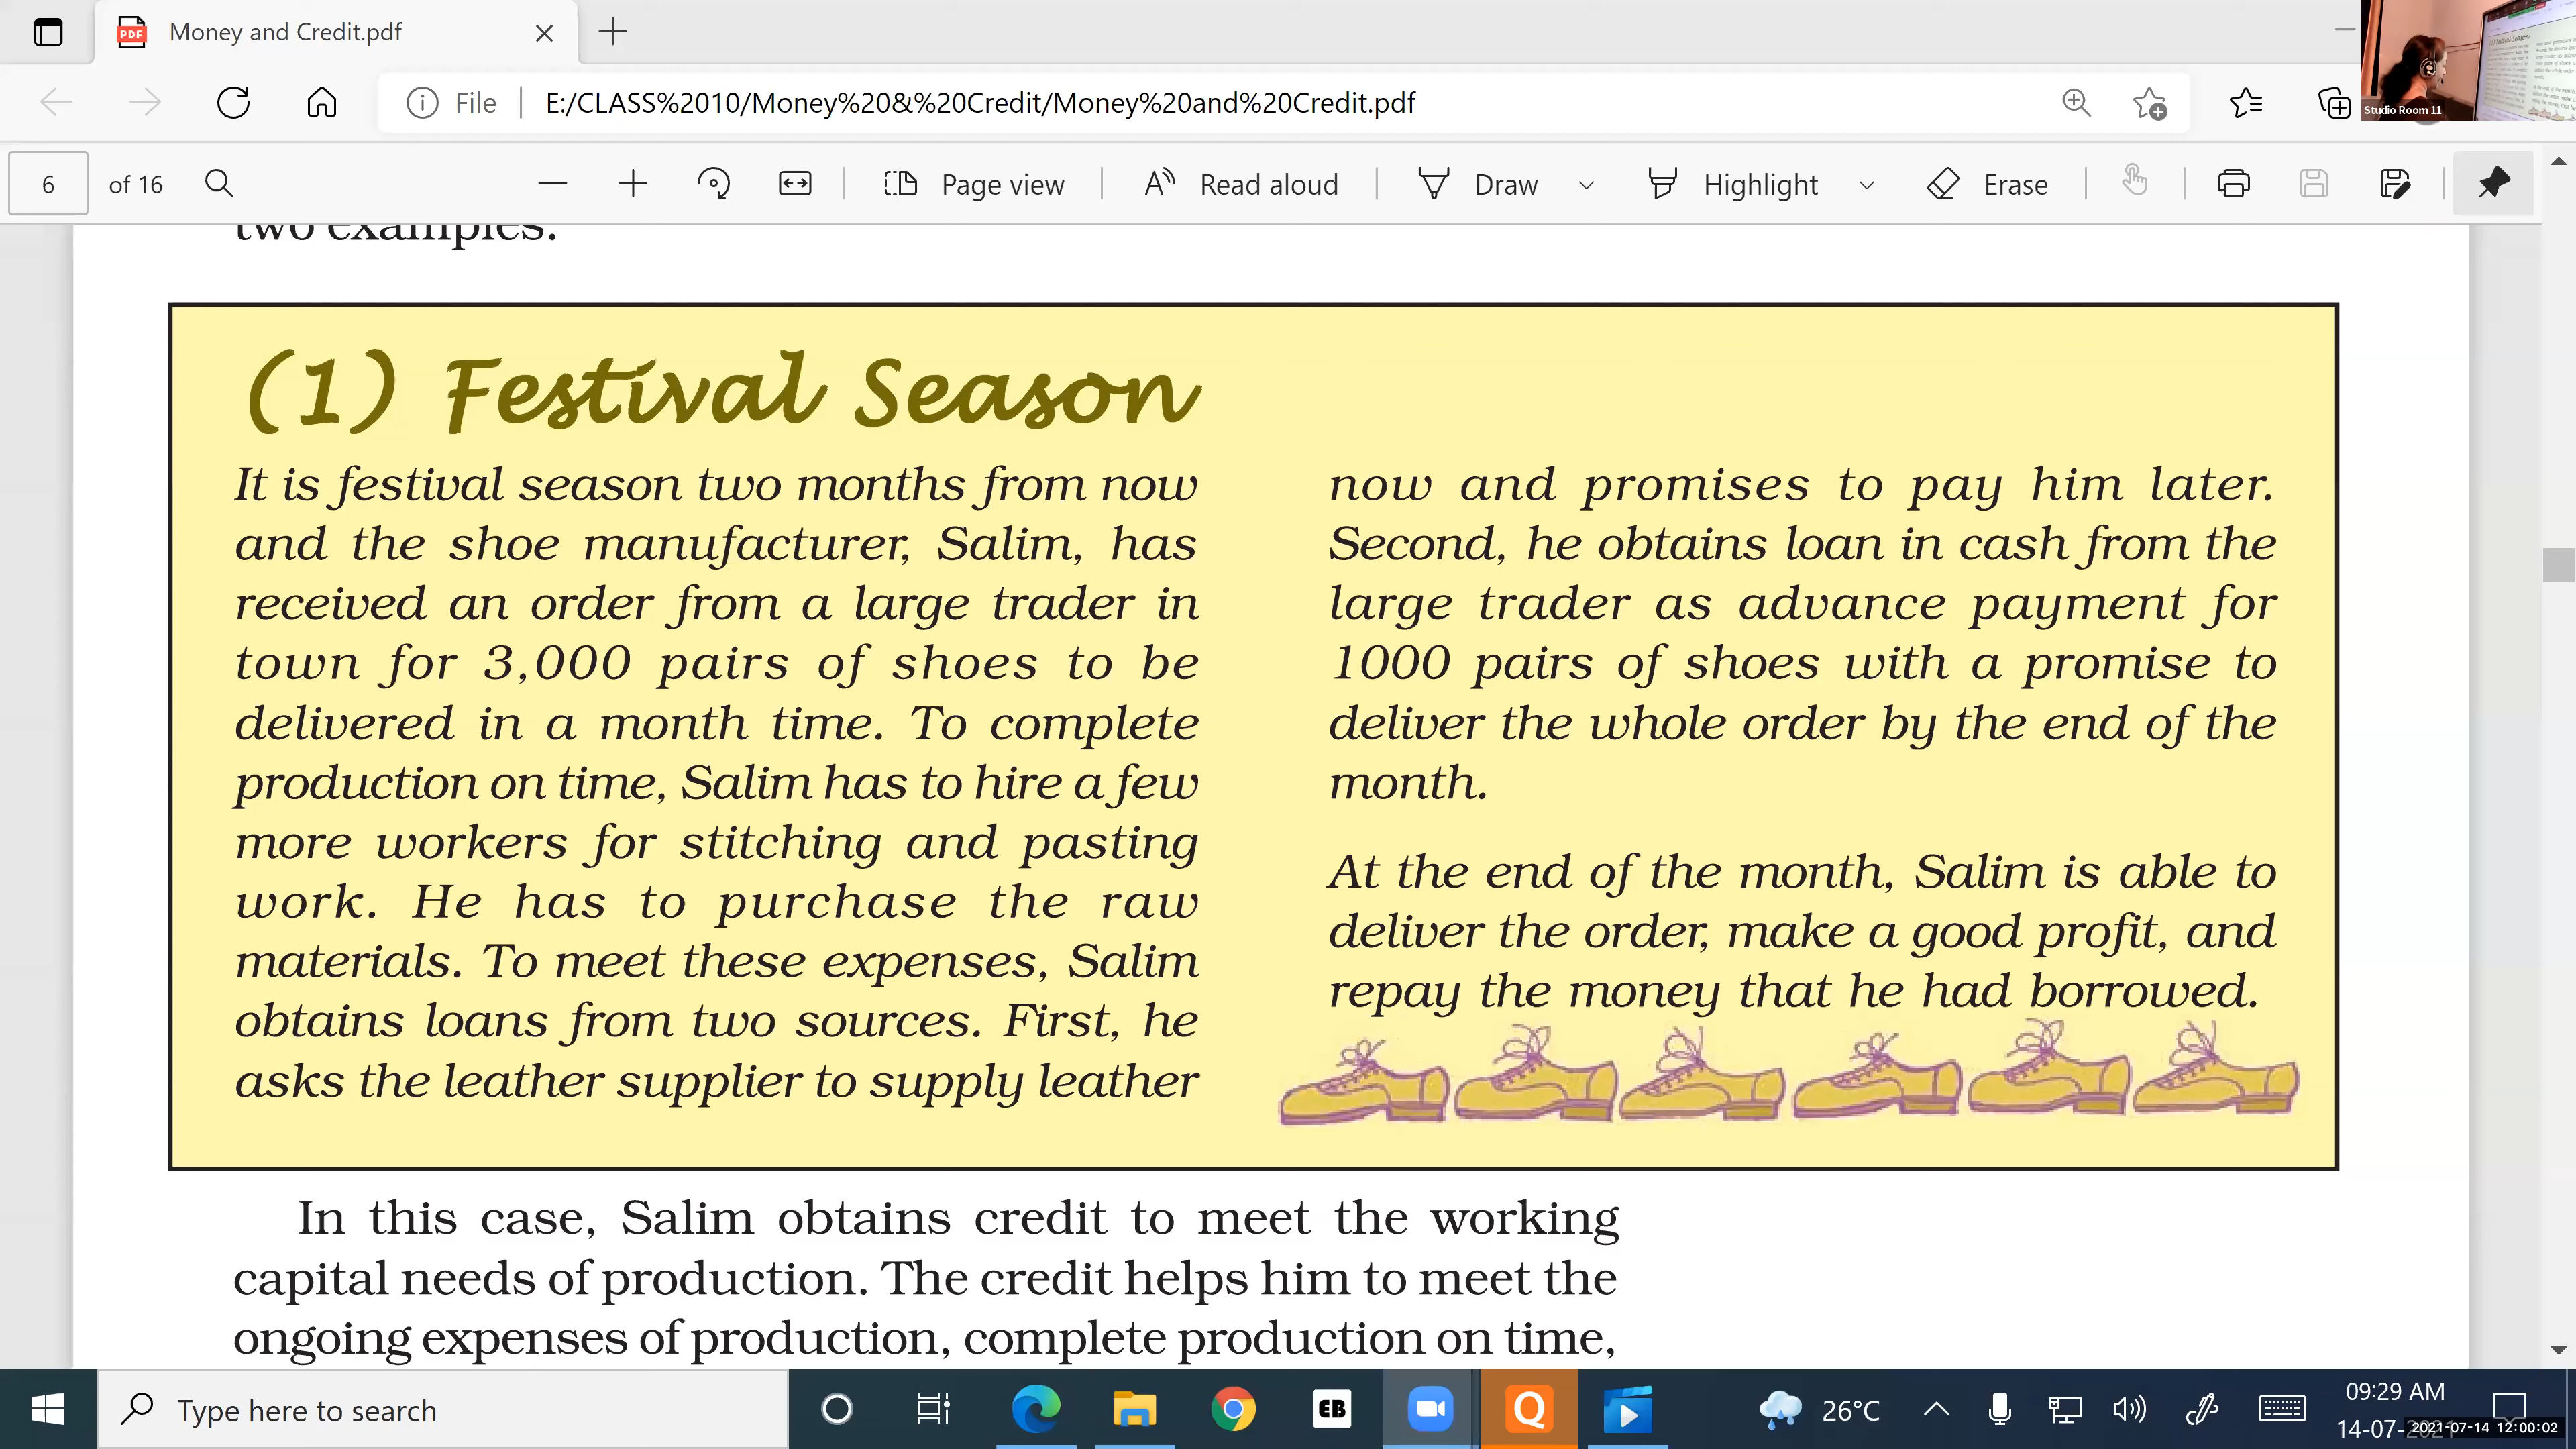 Money and Credit.pdf
File
E:/CLASS%2010/Money%20&%20Credit/Money%20and%20Credit.pdf
Studio Room 11
6
of 16
Page view
Read aloud
Draw
Highlight
Erase
two examples.
(1) Festival Season
It is festival season two months from now
and the shoe manufacturer, Salim, has
received an order from a large trader in
town for 3,000 pairs of shoes to be
delivered in a month time. To complete
production on time, Salim has to hire a few
more workers for stitching and pasting
work. He has to purchase the raw
materials. To meet these expenses, Salim
obtains loans from two sources. First, he
asks the leather supplier to supply leather
now and promises to pay him later.
Second, he obtains loan in cash from the
large trader as advance payment for
1000 pairs of shoes with a promise to
deliver the whole order by the end of the
month.
At the end of the month, Salim is able to
deliver the order, make a good profit, and
repay the money that he had borrowed.
In this case, Salim obtains credit to meet the working
capital needs of production. The credit helps him to meet the
ongoing expenses of production, complete production on time,
Type here to search
EB
Q
26°C
09:29 AM
14-07-
2021-07-14 12:00:02